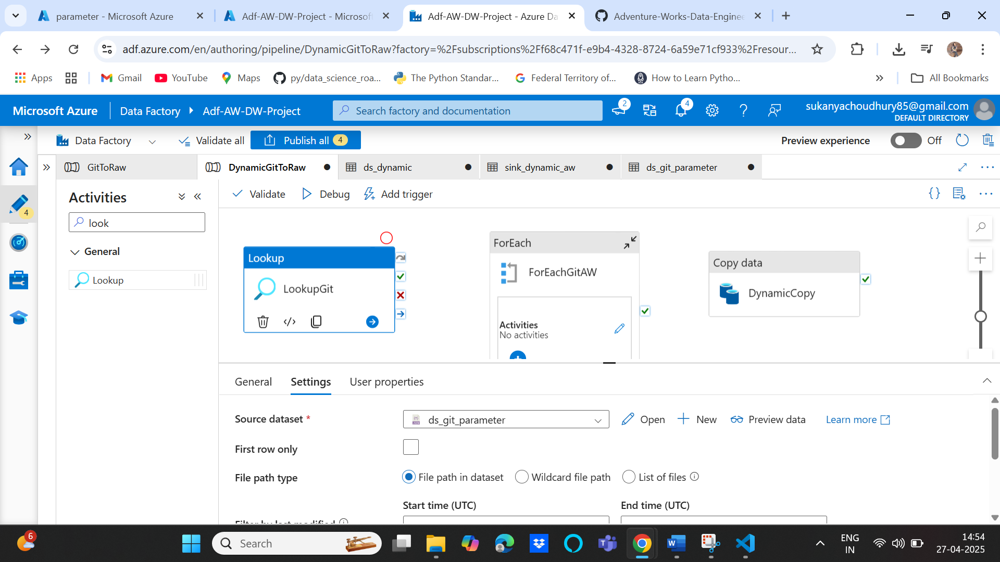 parameter - Microsoft Azure
Adf-AW-DW-Project - Microsoft
Adf-AW-DW-Project - Azure Da
Adventure-Works-Data-Enginee
adf.azure.com/en/authoring/pipeline/DynamicGitToRaw?factory=%2Fsubscriptions%2Ff68c471f-e9b4-4328-8724-6a59e71cf933%2Fresour...
Apps
Gmail
YouTube
Maps
py/data_science_roa...
The Python Standar...
Federal Territory of...
How to Learn Pytho...
All Bookmarks
Microsoft Azure
Data Factory
Adf-AW-DW-Project
Search factory and documentation
2
4
sukanyachoudhury85@gmail.com
DEFAULT DIRECTORY
Data Factory
Validate all
Publish all 4
Preview experience
Off
GitToRaw
DynamicGitToRaw
ds_dynamic
sink_dynamic_aw
ds_git_parameter
4
Activities
Validate
Debug
Add trigger
look
General
Lookup
Lookup
LookupGit
ForEach
ForEachGitAW
Activities
No activities
Copy data
DynamicCopy
General
Settings
User properties
Source dataset *
ds_git_parameter
Open
New
Preview data
Learn more
First row only
File path type
File path in dataset
Wildcard file path
List of files
Start time (UTC)
End time (UTC)
Filter by last modified
6
Search
ENG
IN
14:54
27-04-2025